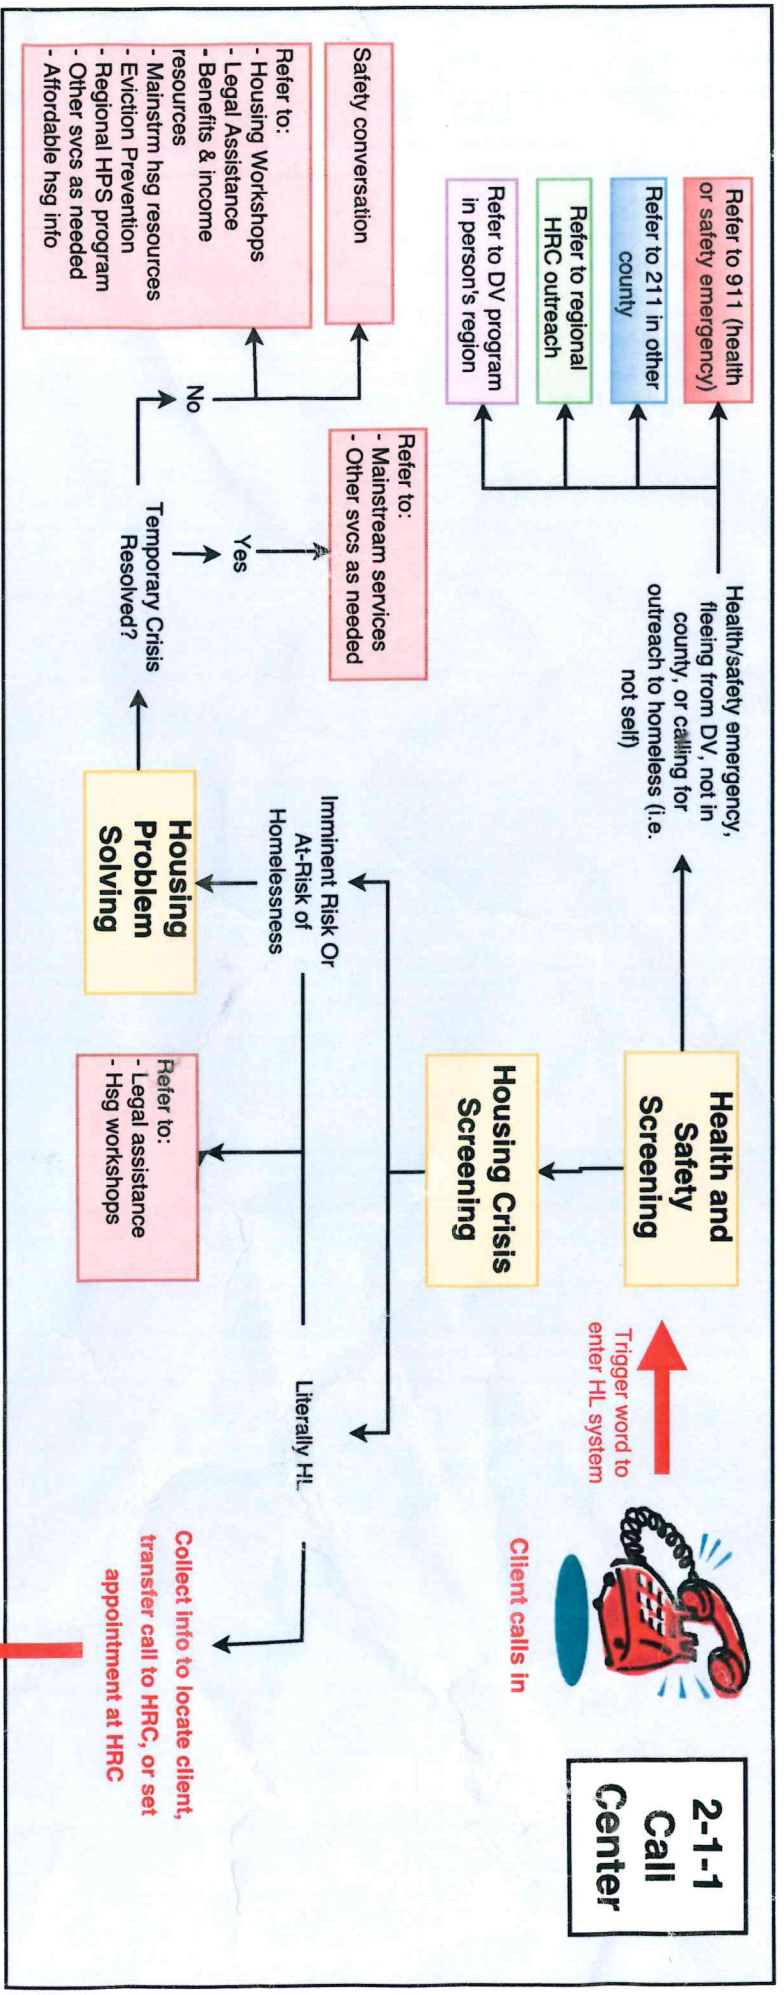 2-1-1
Call
Center
Client calls in
Trigger word to
enter HL system
Health and
Safety
Screening
Health/safety emergency,
fleeing from DV, not in
county, or calling for
outreach to homeless (i.e.
not self)
Refer to 911 (health
or safety emergency)
Refer to 211 in other
county
Refer to regional
HRC outreach
Refer to DV program
in person's region
Housing Crisis
Screening
Imminent Risk Or
At-Risk of
Homelessness
Literally HL
Collect info to locate client,
transfer call to HRC, or set
appointment at HRC
Refer to:
- Legal assistance
- Hsg workshops
Housing
Problem
Solving
Temporary Crisis
Resolved?
Yes
Refer to:
- Mainstream services
- Other svcs as needed
No
Safety conversation
Refer to:
- Housing Workshops
- Legal Assistance
- Benefits & income
resources
- Mainstrm hsg resources
- Eviction Prevention
- Regional HPS program
- Other svcs as needed
- Affordable hsg info